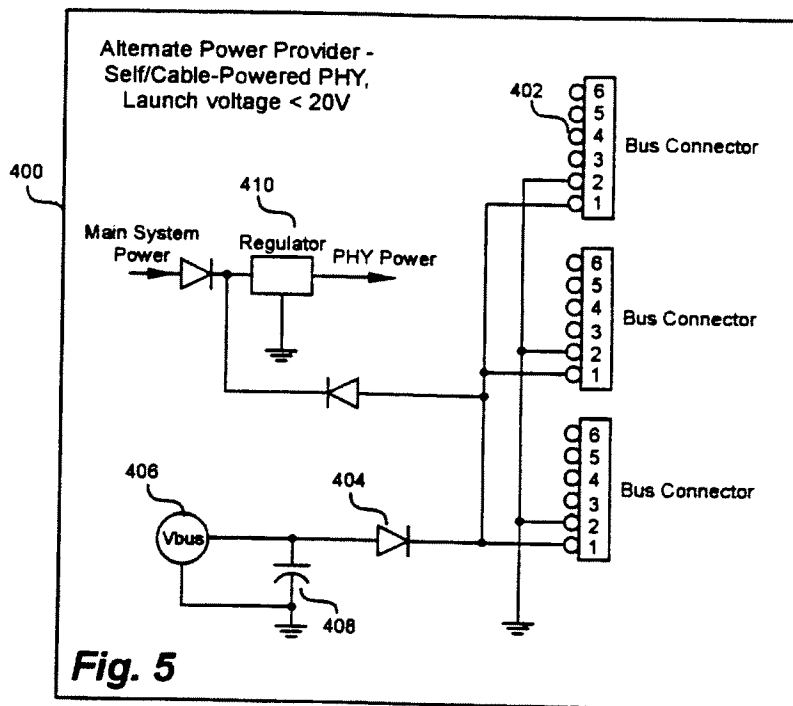 Alternate Power Provider -
Self/Cable-Powered PHY,
Launch voltage < 20V
402
6
5
4
3
2
1
Bus Connector
400
410
Main System
Power
Regulator
PHY Power
6
5
4
3
2
1
Bus Connector
6
5
4
3
2
1
Bus Connector
406
404
Vbus
408
Fig. 5